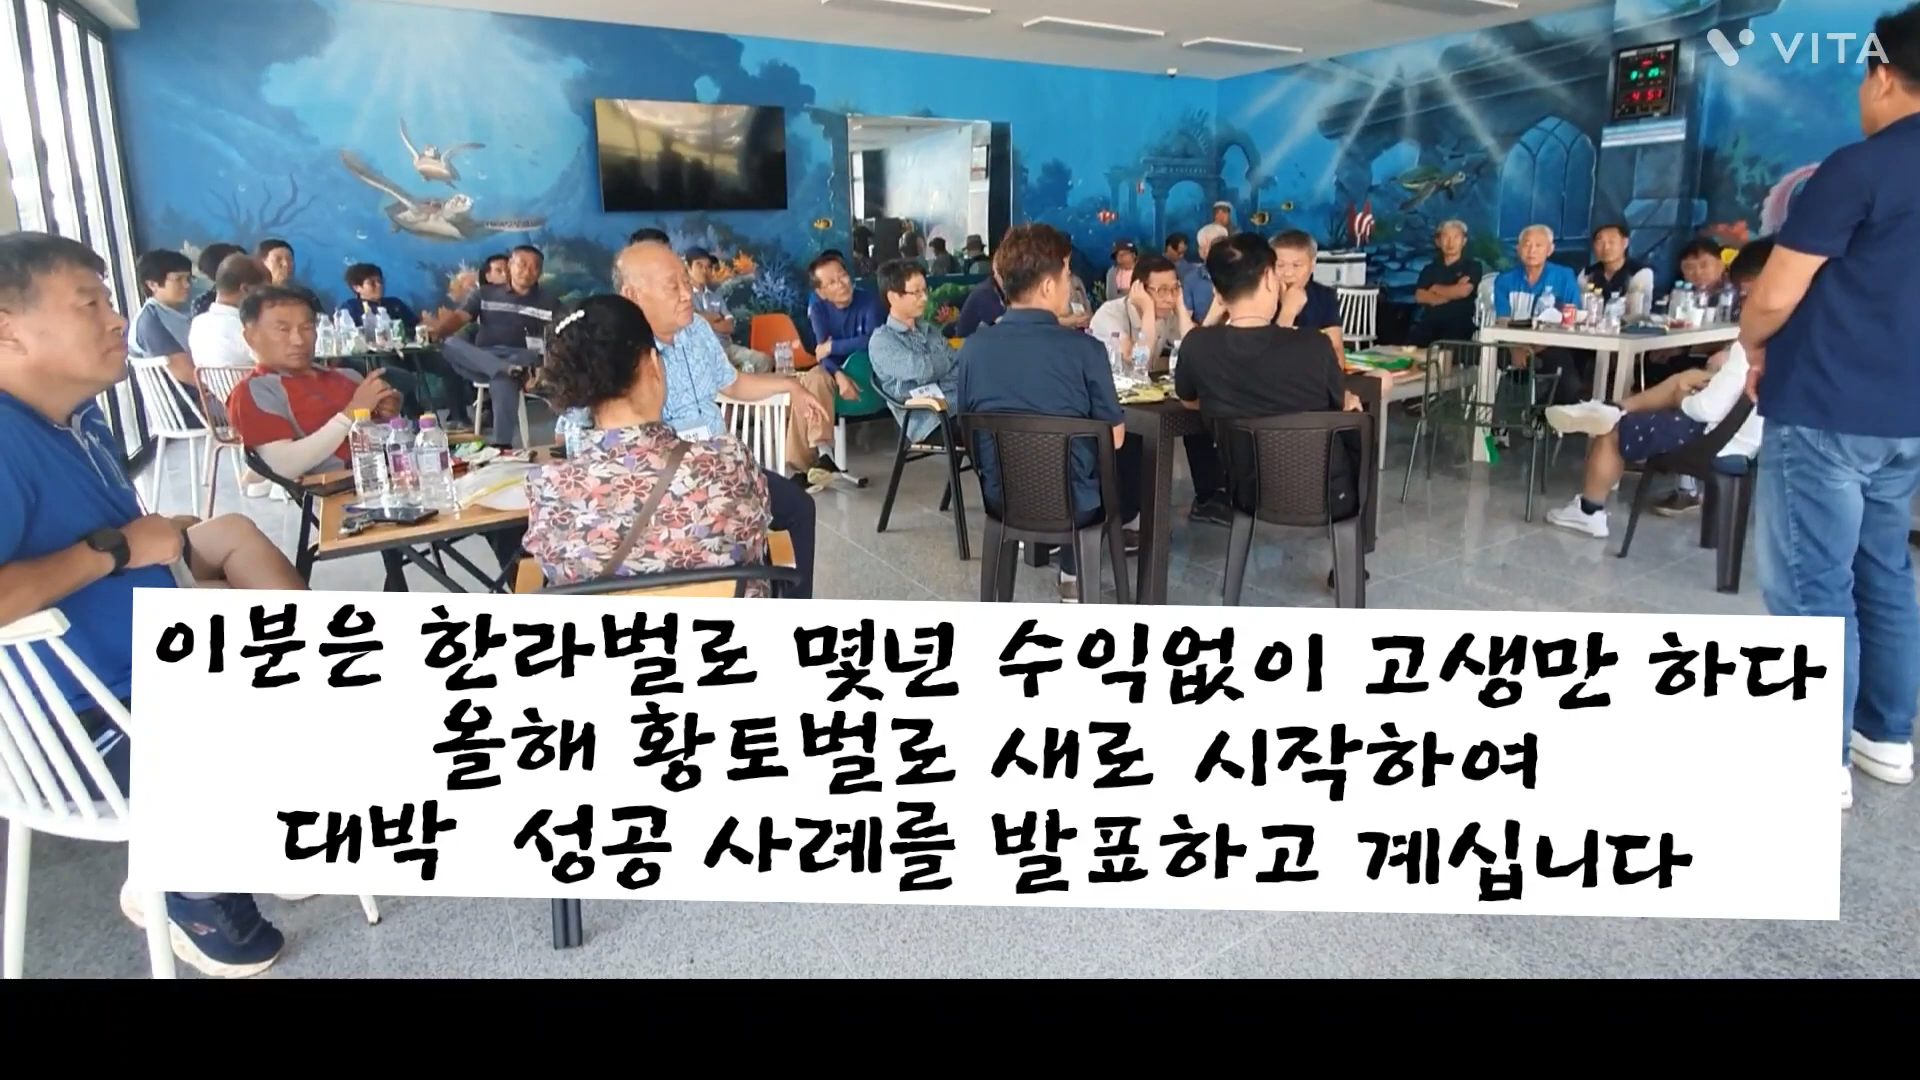 VITA
이분은 한라벌로 몇년 수익없이 고생만 하다
올해 황토벌로 새로 시작하여
대박 성공 사례를 발표하고 계십니다